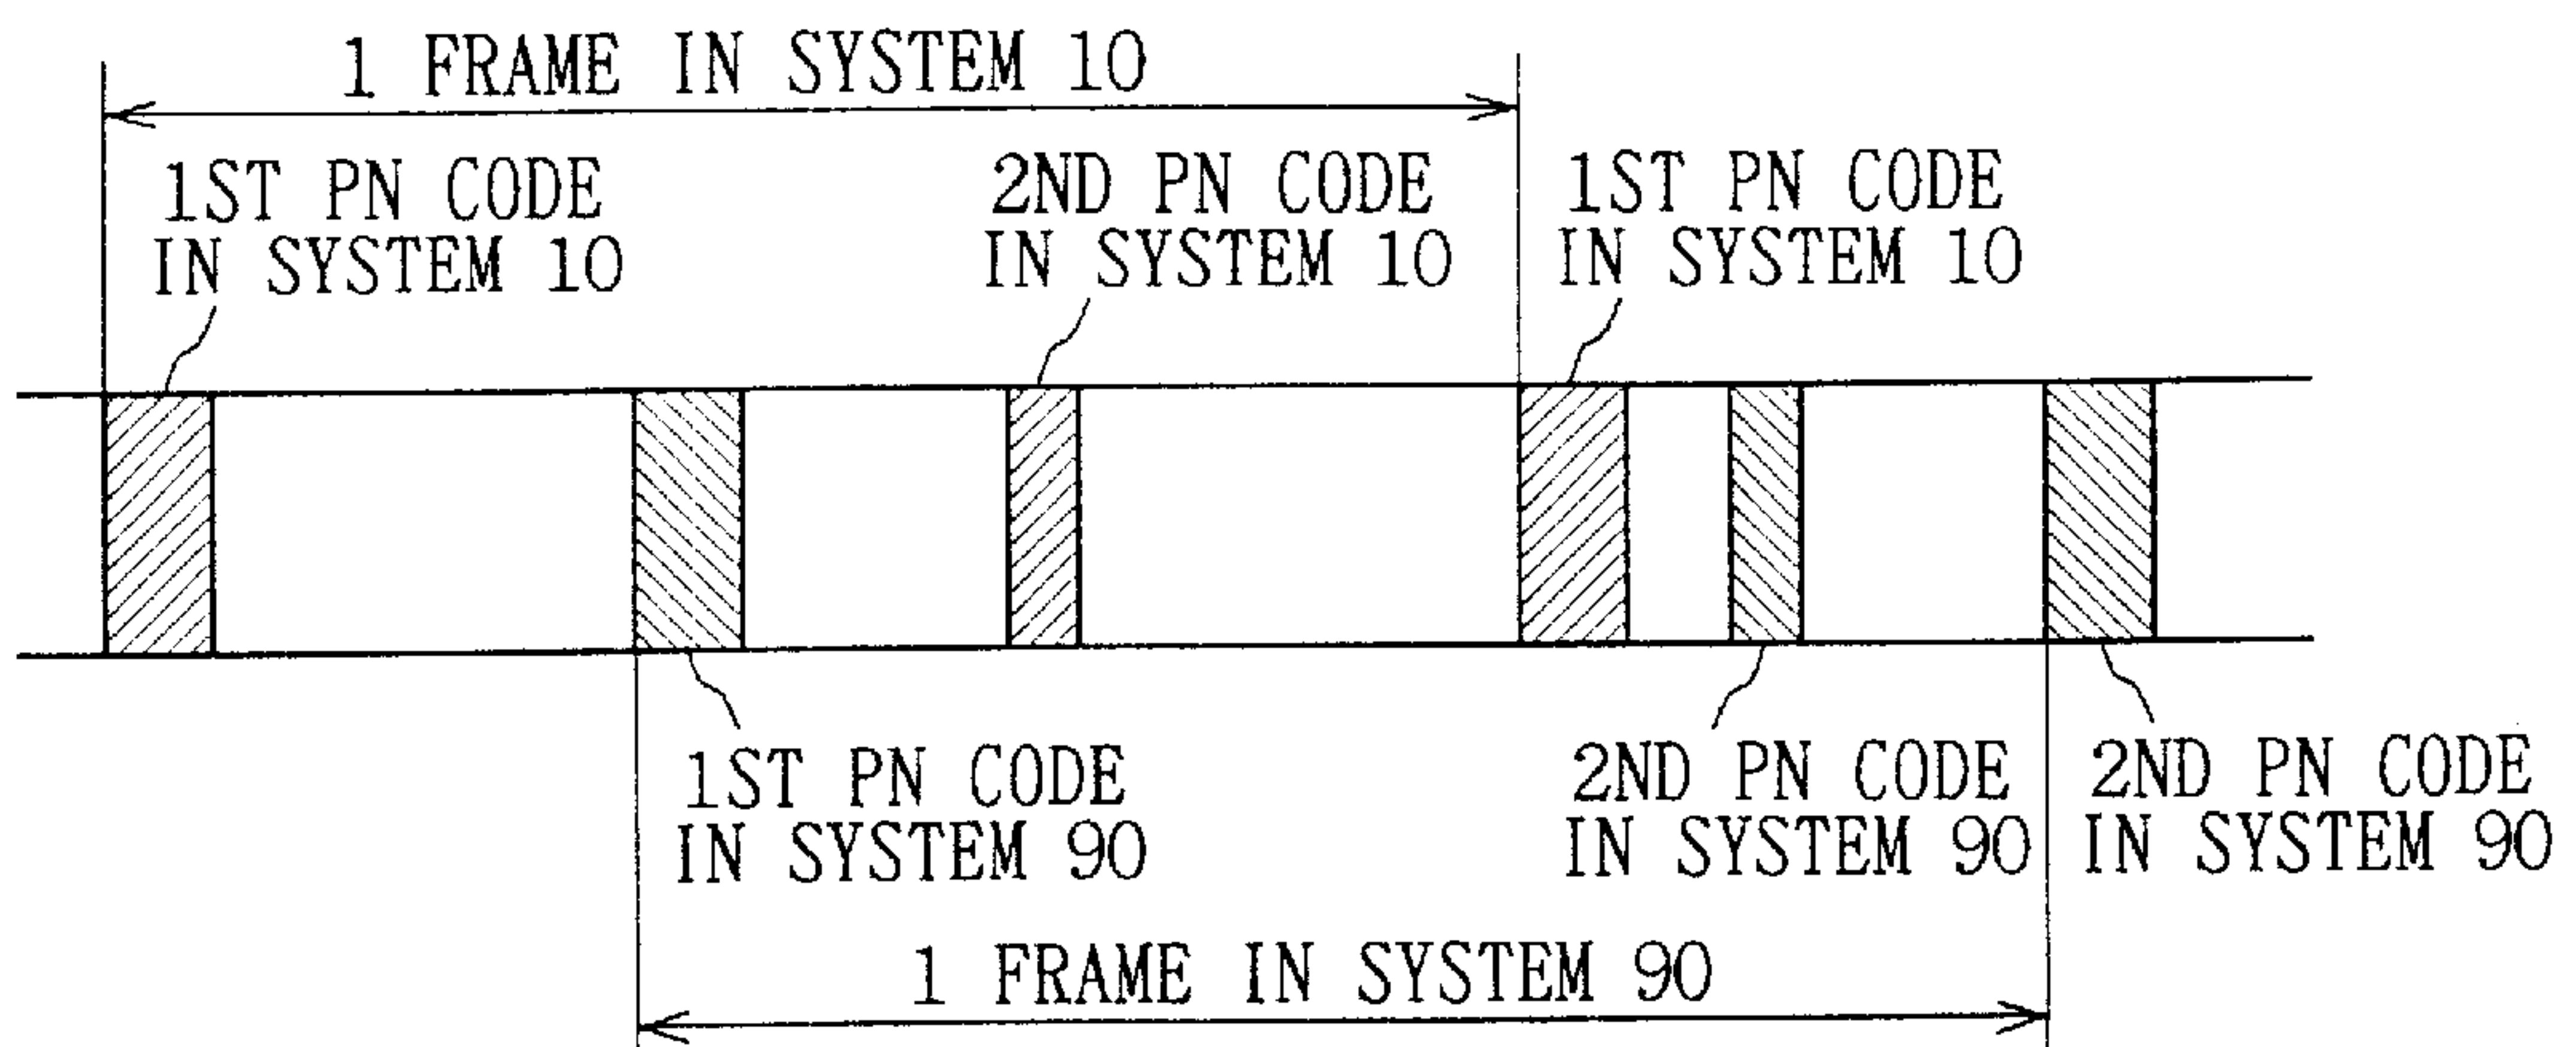 1 FRAME IN SYSTEM 10
1ST PN CODE
IN SYSTEM 10
2ND PN CODE
IN SYSTEM 10
1ST PN CODE
IN SYSTEM 10
1ST PN CODE
IN SYSTEM 90
2ND PN CODE
IN SYSTEM 90
2ND PN CODE
IN SYSTEM 90
1 FRAME IN SYSTEM 90